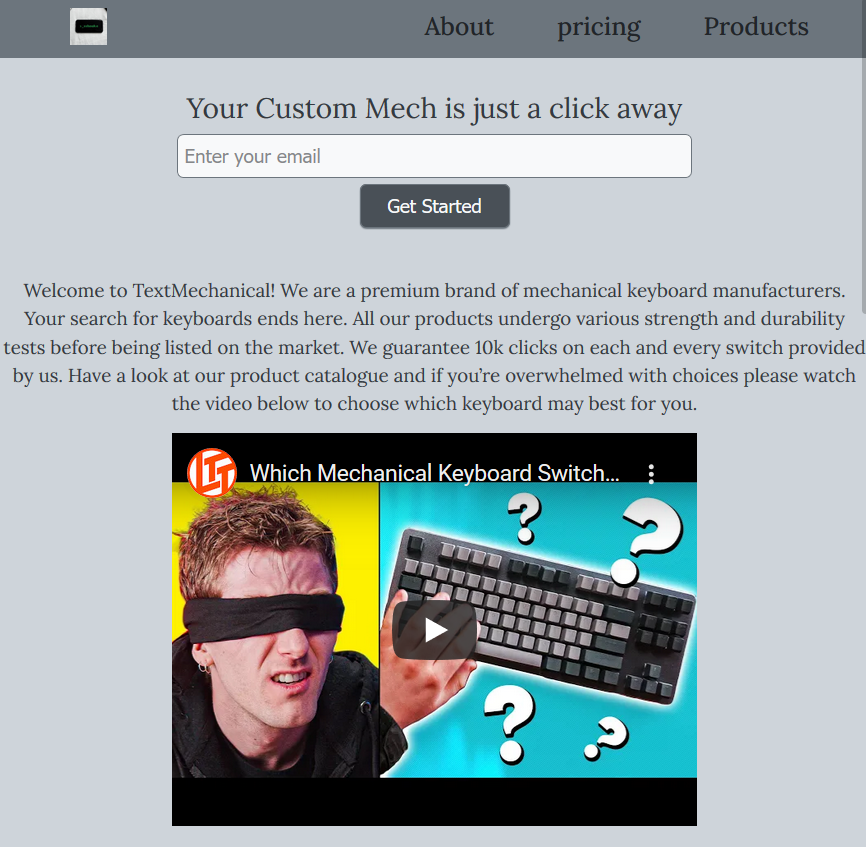 About pricing Products
Your Custom Mech is just a click away
Enter your email
Get Started
Welcome to TextMechanical! We are a premium brand of mechanical keyboard manufacturers.
Your search for keyboards ends here. All our products undergo various strength and durability
tests before being listed on the market. We guarantee 10k clicks on each and every switch provided
by us. Have a look at our product catalogue and if you’re overwhelmed with choices please watch
the video below to choose which keyboard may best for you.
LTT Which Mechanical Keyboard Switch...
? ?
? ?